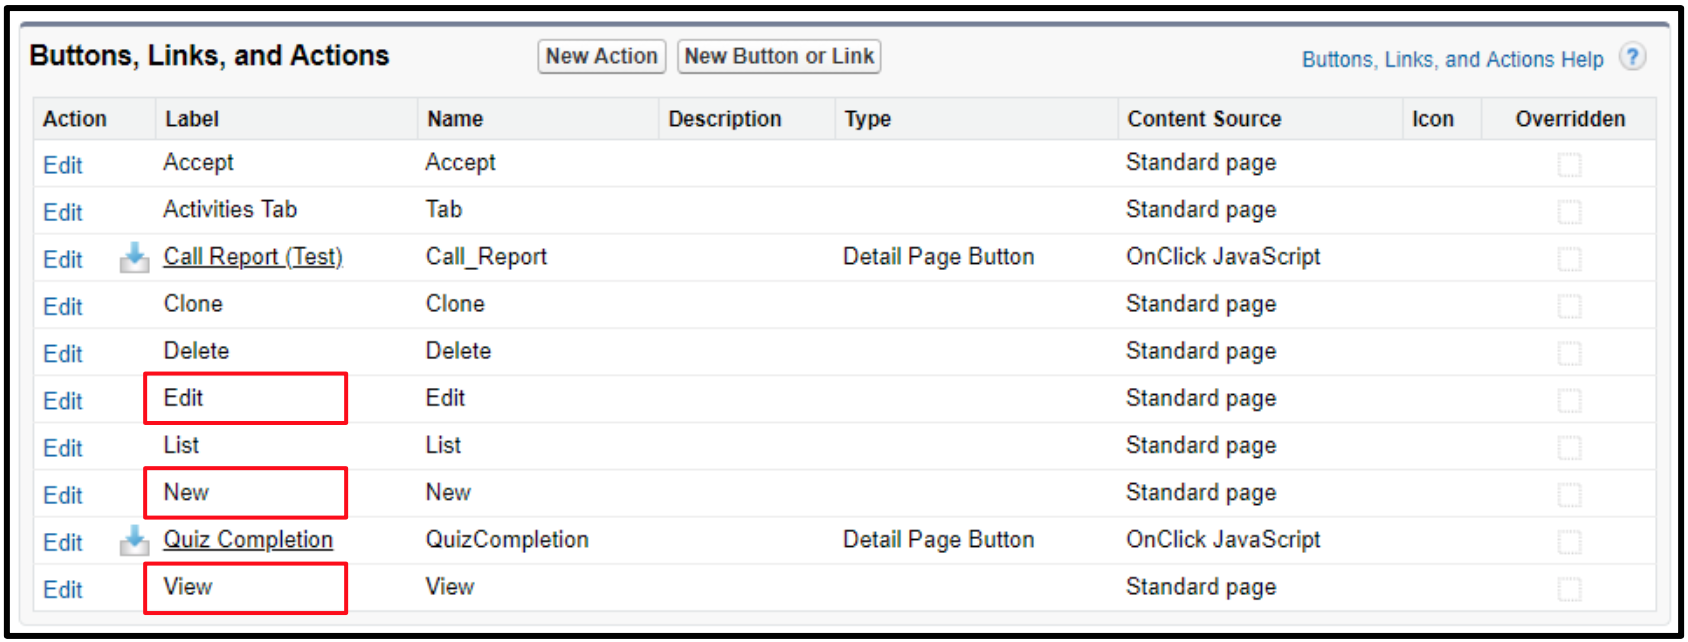 Buttons, Links, and Actions New Action New Button or Link Buttons, Links, and Actions Help ?
Action Label Name Description Type Content Source Icon Overridden
Edit Accept Accept Standard page
Edit Activities Tab Tab Standard page
Edit Call Report (Test) Call_Report Detail Page Button OnClick JavaScript
Edit Clone Clone Standard page
Edit Delete Delete Standard page
Edit Edit Edit Standard page
Edit List List Standard page
Edit New New Standard page
Edit Quiz Completion QuizCompletion Detail Page Button OnClick JavaScript
Edit View View Standard page